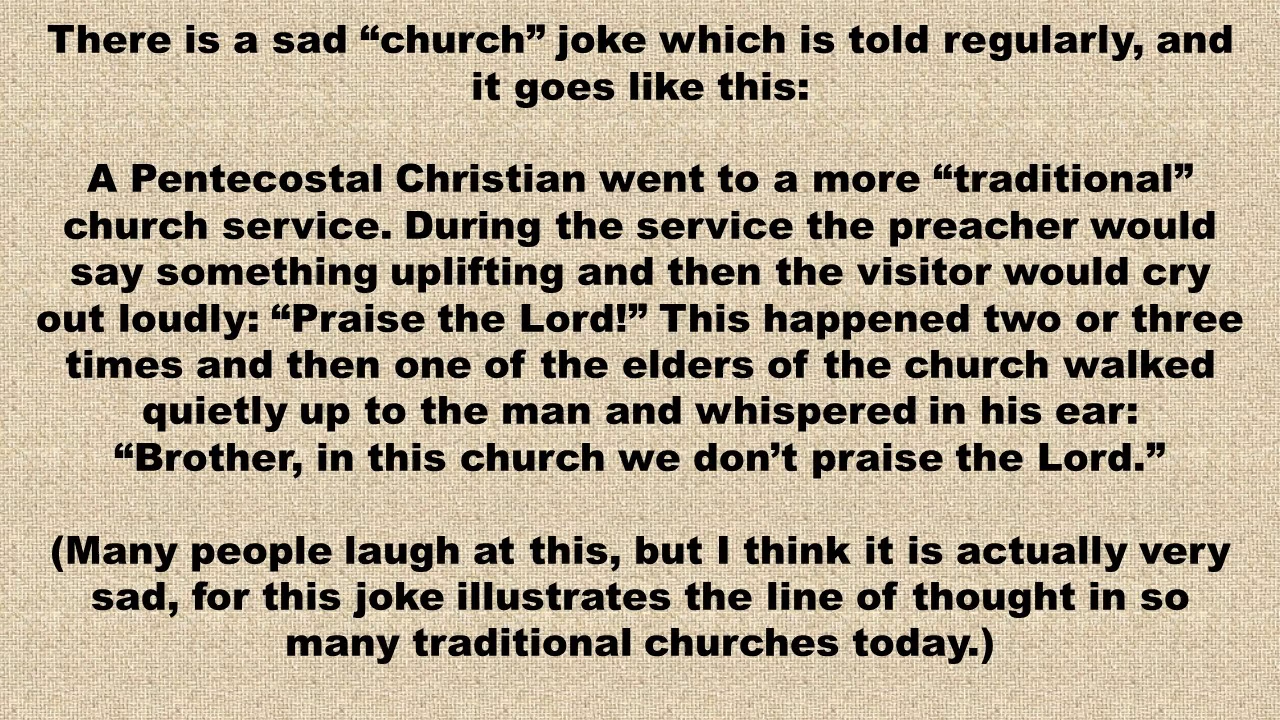 There is a sad “church” joke which is told regularly, and
it goes like this:
A Pentecostal Christian went to a more “traditional”
church service. During the service the preacher would
say something uplifting and then the visitor would cry
out loudly: “Praise the Lord!” This happened two or three
times and then one of the elders of the church walked
quietly up to the man and whispered in his ear:
“Brother, in this church we don’t praise the Lord.”
(Many people laugh at this, but I think it is actually very
sad, for this joke illustrates the line of thought in so
many traditional churches today.)